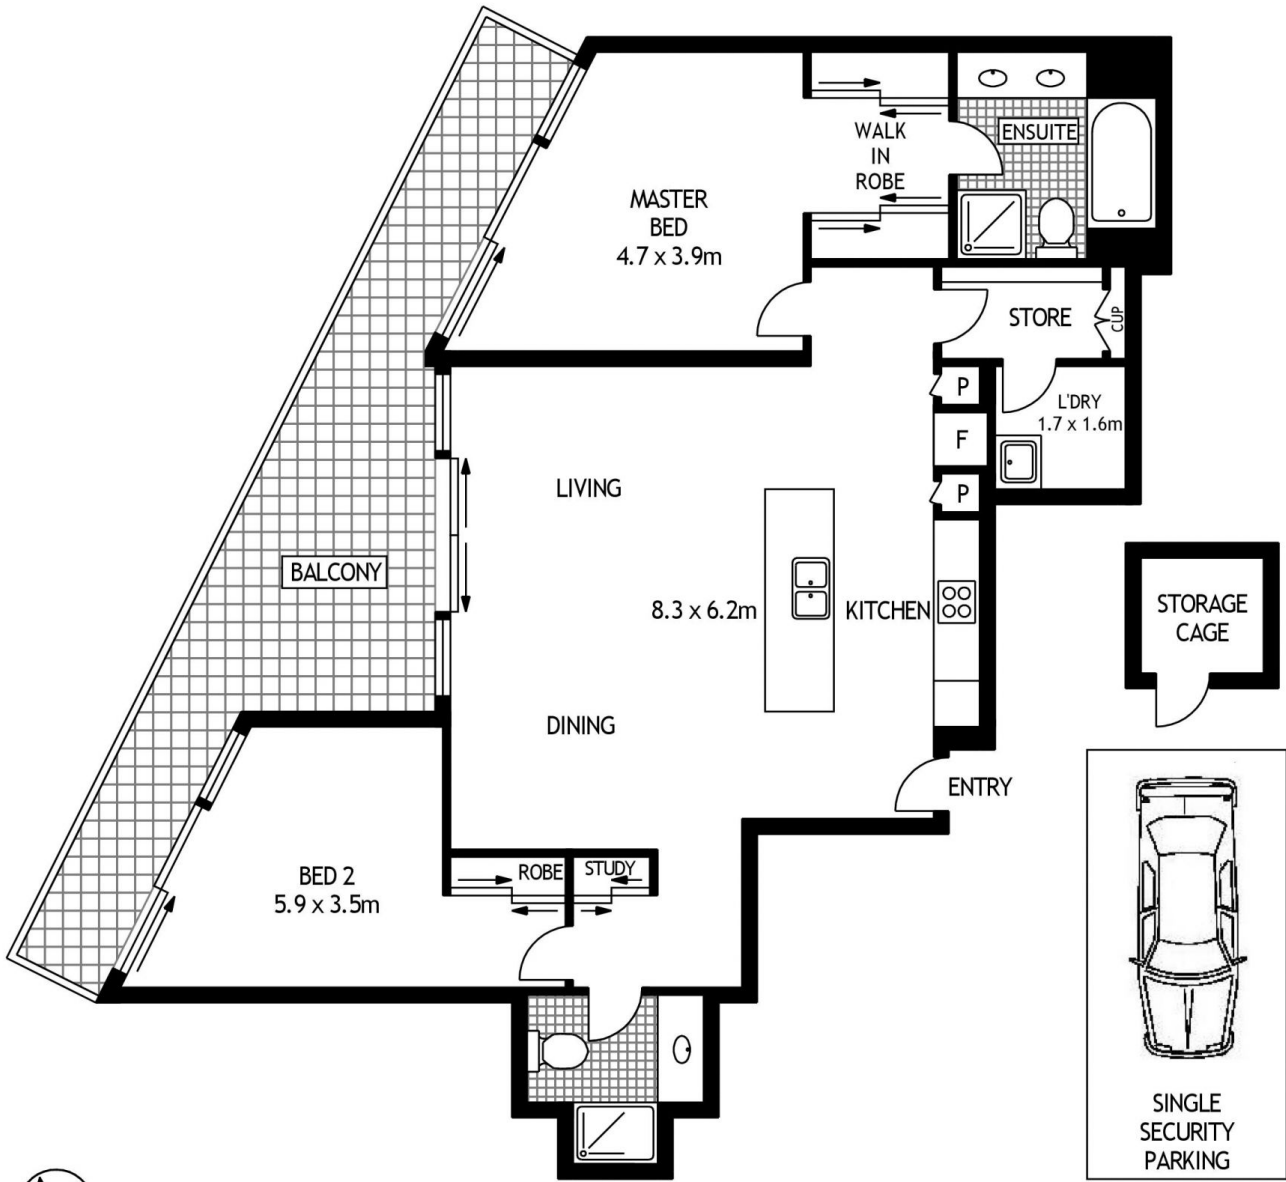 WALK
IN
ROBE
ENSUITE
MASTER
BED
4.7 x 3.9m
STORE
CUP
P
L'DRY
1.7 x 1.6m
F
P
LIVING
BALCONY
8.3 x 6.2m
KITCHEN
STORAGE
CAGE
DINING
ENTRY
ROBE
STUDY
BED 2
5.9 x 3.5m
SINGLE
SECURITY
PARKING